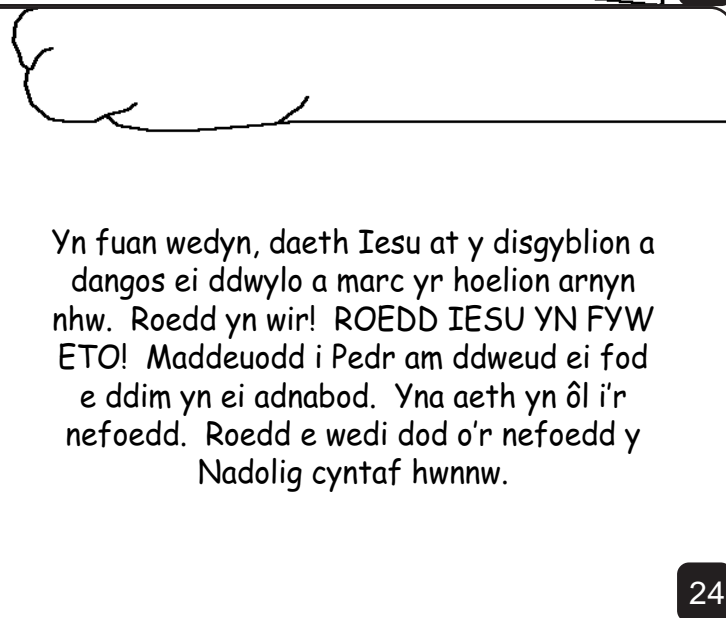 Yn fuan wedyn, daeth Iesu at y disgyblion a
dangos ei ddwylo a marc yr hoelion arnyn
nhw.  Roedd yn wir!  ROEDD IESU YN FYW
ETO!  Maddeuodd i Pedr am ddweud ei fod
e ddim yn ei adnabod.  Yna aeth yn ôl i'r
nefoedd.  Roedd e wedi dod o'r nefoedd y
Nadolig cyntaf hwnnw.
24